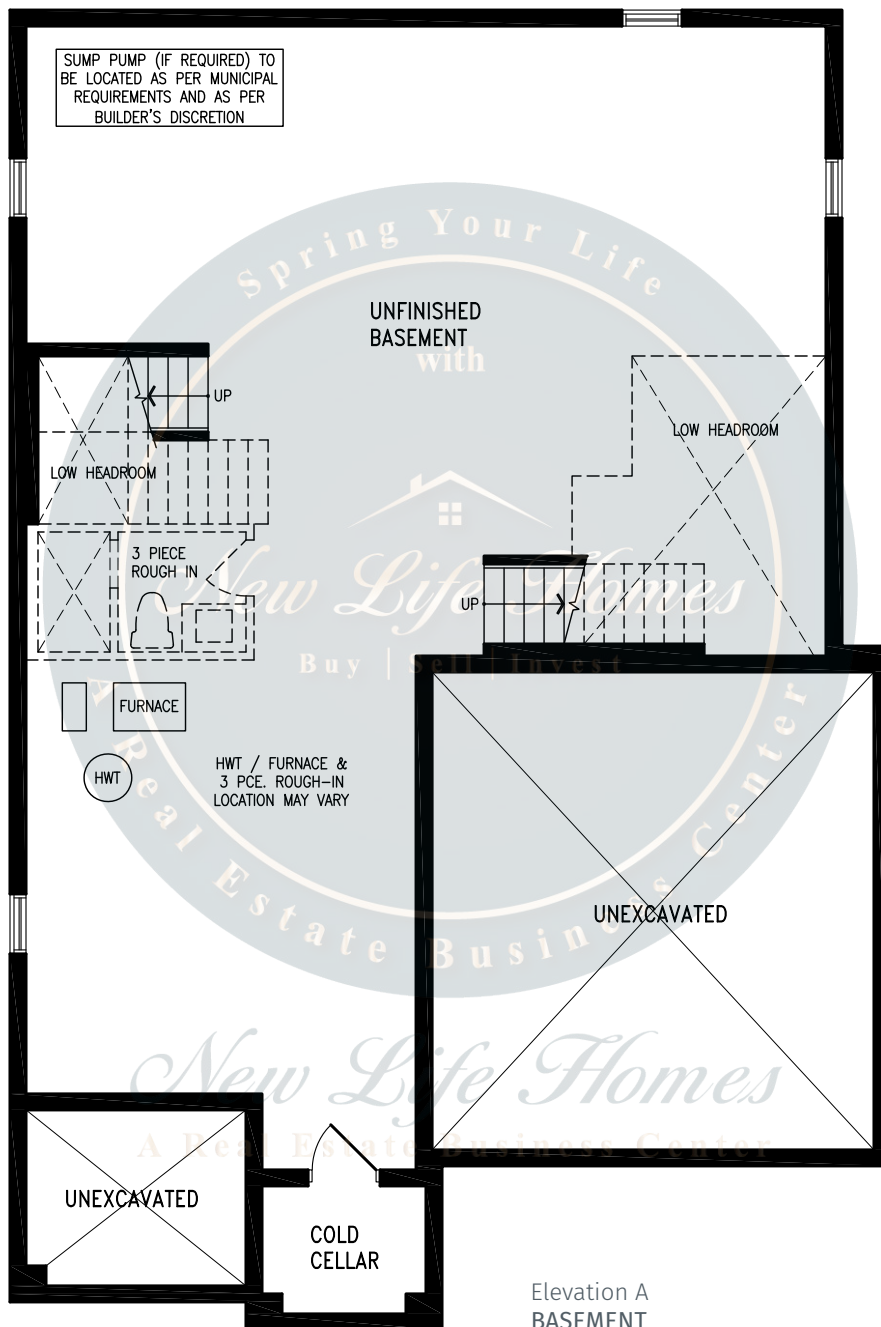 SUMP PUMP (IF REQUIRED) TO
BE LOCATED AS PER MUNICIPAL
REQUIREMENTS AND AS PER
BUILDER'S DISCRETION
Spring Your Life
with
UNFINISHED
BASEMENT
UP
LOW HEADROOM
LOW HEADROOM
3 PIECE
ROUGH IN
New Life Homes
UP
Buy | Sell | Invest
FURNACE
HWT
HWT / FURNACE &
3 PCE. ROUGH-IN
LOCATION MAY VARY
A Real Estate Business Center
UNEXCAVATED
New Life Homes
A Real Estate Business Center
UNEXCAVATED
COLD
CELLAR
Elevation A
BASEMENT